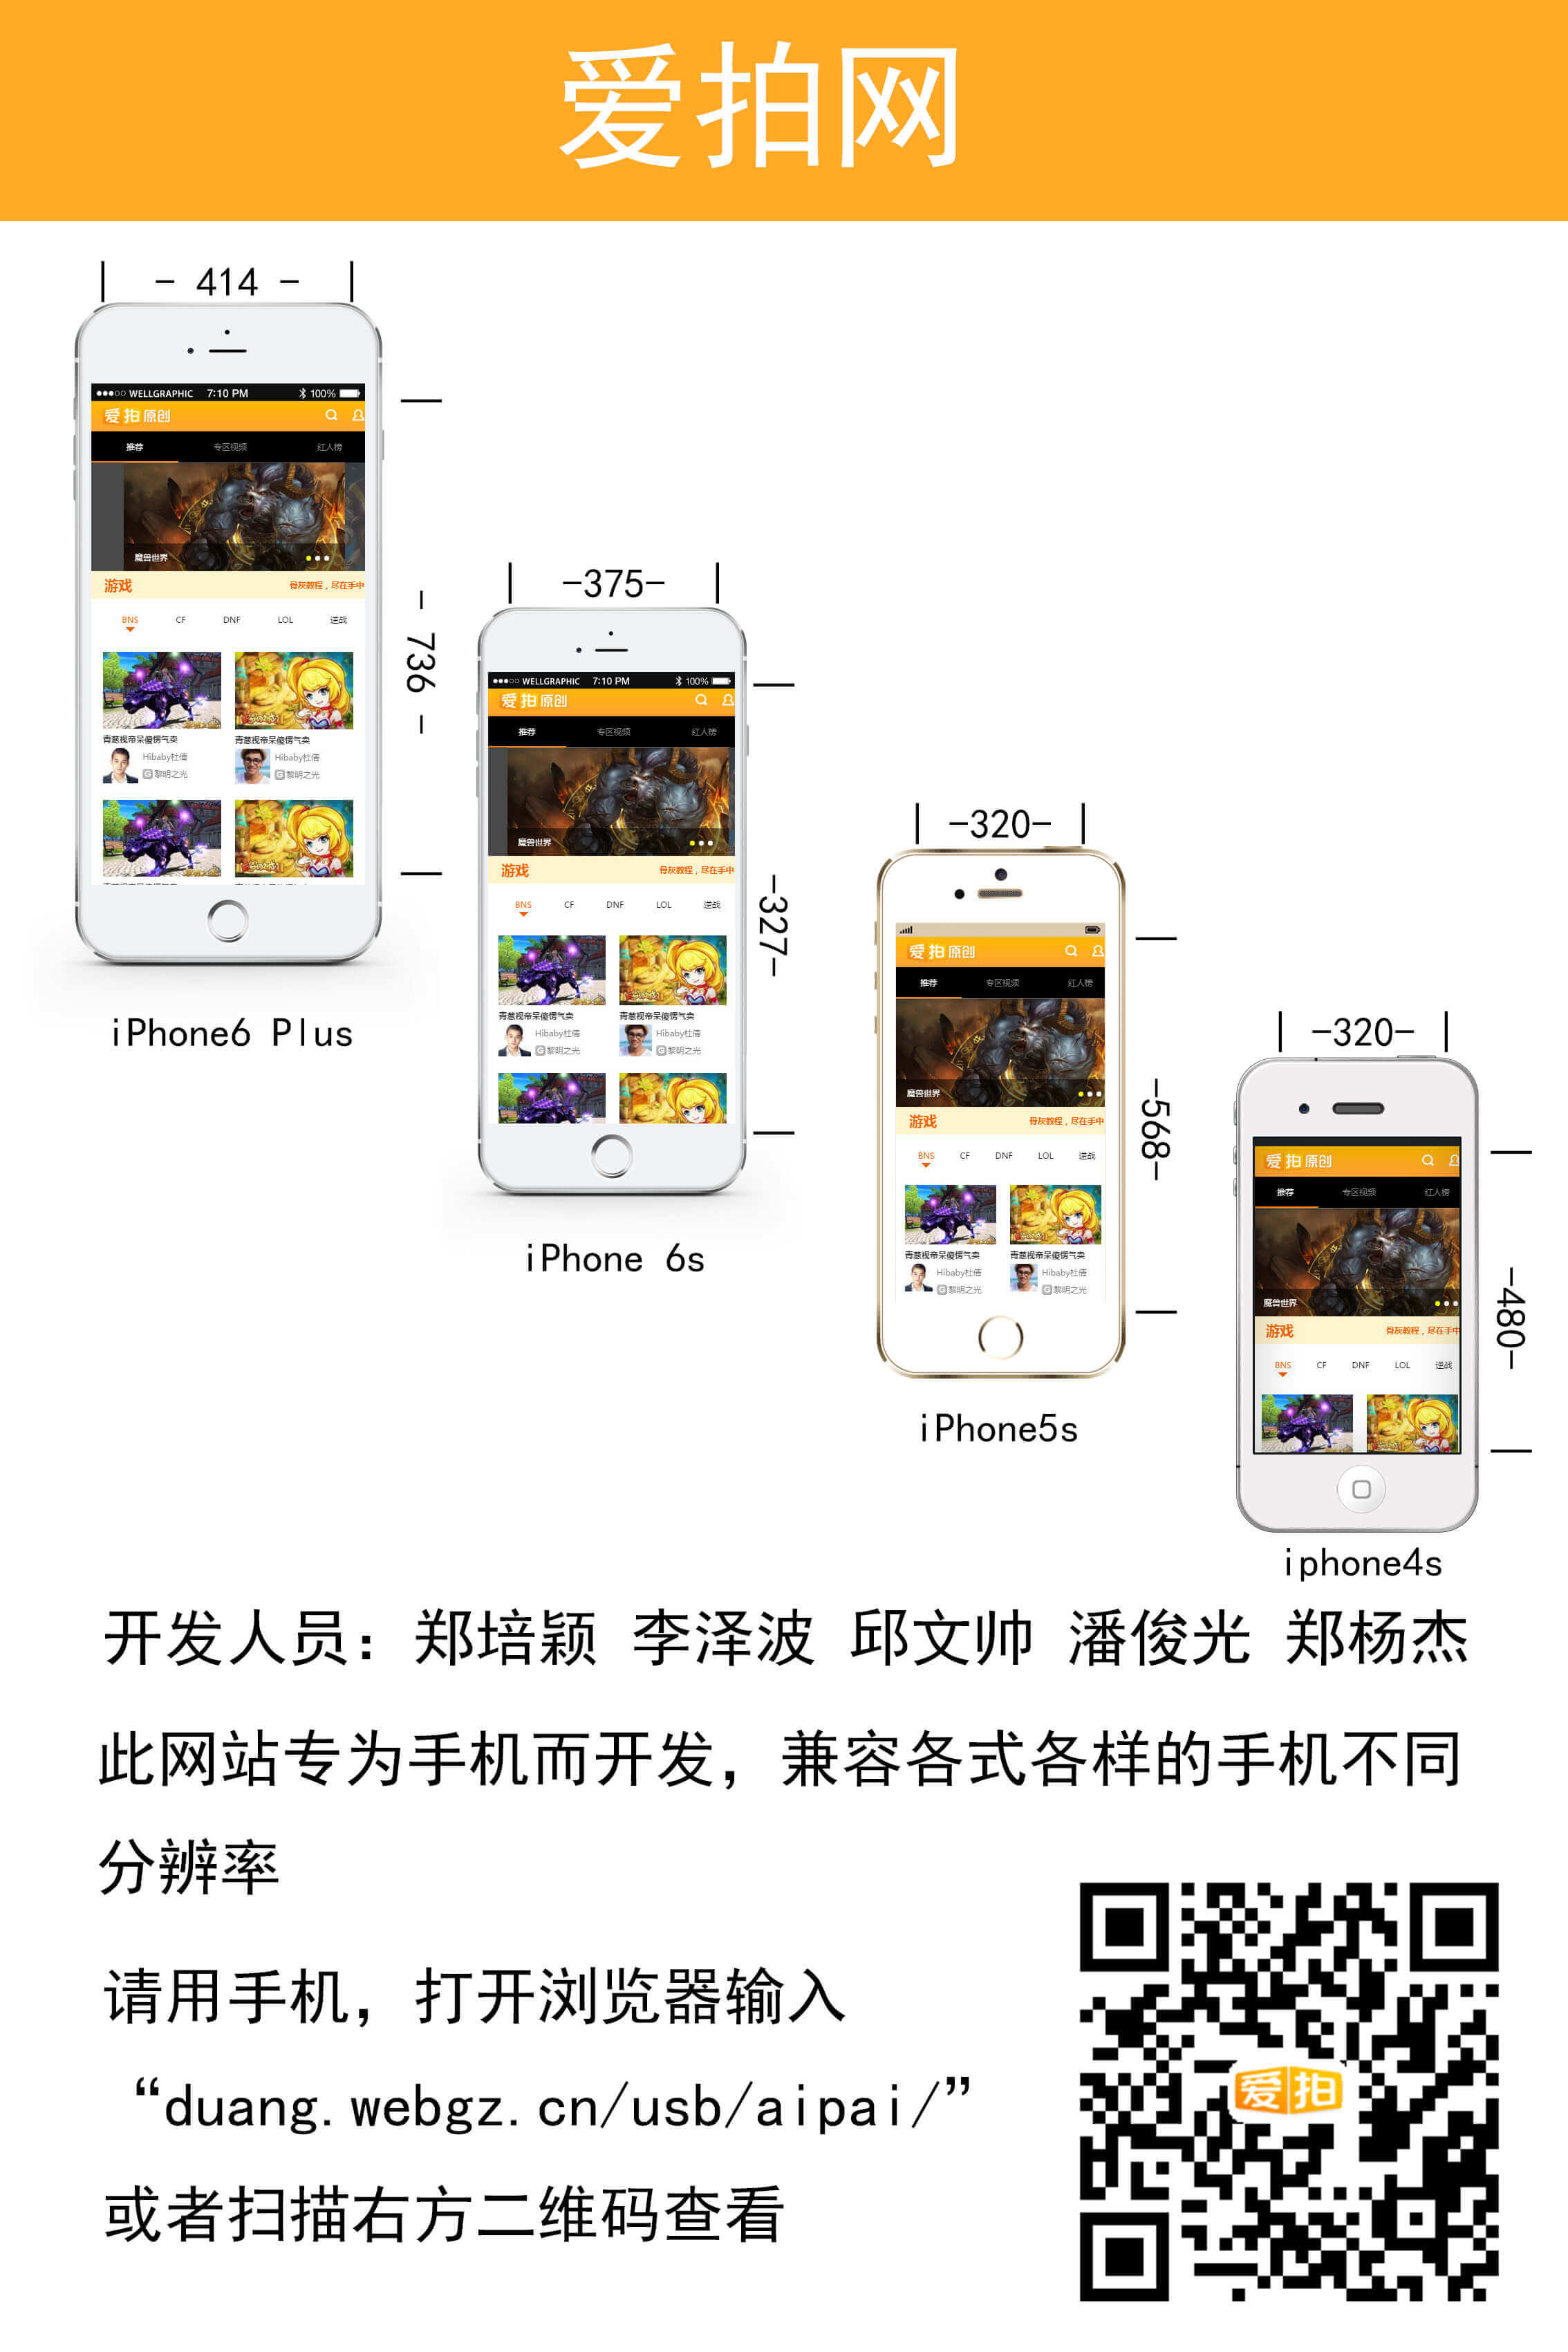 爱拍网
- 414 -
WELLGRAPHIC 7:10 PM 100%
爱拍原创
推荐 专区视频 红人榜
魔兽世界
游戏 骨灰教程，尽在手中
BNS CF DNF LOL 逆战
青葱视帝呆傻愣气卖 青葱视帝呆傻愣气卖
Hibaby杜蒨 Hibaby杜蒨
G黎明之光 G黎明之光
- 736 -
iPhone6 Plus
-375-
WELLGRAPHIC 7:10 PM 100%
爱拍原创
推荐 专区视频 红人榜
魔兽世界
游戏 骨灰教程，尽在手中
BNS CF DNF LOL 逆战
青葱视帝呆傻愣气卖 青葱视帝呆傻愣气卖
Hibaby杜蒨 Hibaby杜蒨
G黎明之光 G黎明之光
-327-
iPhone 6s
-320-
爱拍原创
推荐 专区视频 红人榜
魔兽世界
游戏 骨灰教程，尽在手中
BNS CF DNF LOL 逆战
青葱视帝呆傻愣气卖 青葱视帝呆傻愣气卖
Hibaby杜蒨 Hibaby杜蒨
G黎明之光 G黎明之光
-568-
iPhone5s
-320-
爱拍原创
推荐 专区视频 红人榜
魔兽世界
游戏 骨灰教程，尽在手中
BNS CF DNF LOL 逆战
-480-
iphone4s
开发人员：郑培颖 李泽波 邱文帅 潘俊光 郑杨杰
此网站专为手机而开发，兼容各式各样的手机不同
分辨率
请用手机，打开浏览器输入
“duang.webgz.cn/usb/aipai/”
或者扫描右方二维码查看
爱拍